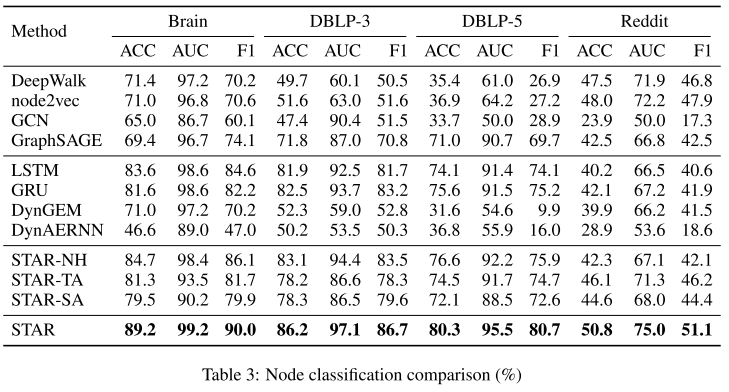 Method Brain DBLP-3 DBLP-5 Reddit
ACC AUC F1 ACC AUC F1 ACC AUC F1 ACC AUC F1
DeepWalk 71.4 97.2 70.2 49.7 60.1 50.5 35.4 61.0 26.9 47.5 71.9 46.8
node2vec 71.0 96.8 70.6 51.6 63.0 51.6 36.9 64.2 27.2 48.0 72.2 47.9
GCN 65.0 86.7 60.1 47.4 90.4 51.5 33.7 50.0 28.9 23.9 50.0 17.3
GraphSAGE 69.4 96.7 74.1 71.8 87.0 70.8 71.0 90.7 69.7 42.5 66.8 42.5
LSTM 83.6 98.6 84.6 81.9 92.5 81.7 74.1 91.4 74.1 40.2 66.5 40.6
GRU 81.6 98.6 82.2 82.5 93.7 83.2 75.6 91.5 75.2 42.1 67.2 41.9
DynGEM 71.0 97.2 70.2 52.3 59.0 52.8 31.6 54.6 9.9 39.9 66.2 41.5
DynAERNN 46.6 89.0 47.0 50.2 53.5 50.3 36.8 55.9 16.0 28.9 53.6 18.6
STAR-NH 84.7 98.4 86.1 83.1 94.4 83.5 76.6 92.2 75.9 42.3 67.1 42.1
STAR-TA 81.3 93.5 81.7 78.2 86.6 78.3 74.5 91.7 74.7 46.1 71.3 46.2
STAR-SA 79.5 90.2 79.9 78.3 86.5 79.6 72.1 88.5 72.6 44.6 68.0 44.4
STAR 89.2 99.2 90.0 86.2 97.1 86.7 80.3 95.5 80.7 50.8 75.0 51.1
Table 3: Node classification comparison (%)